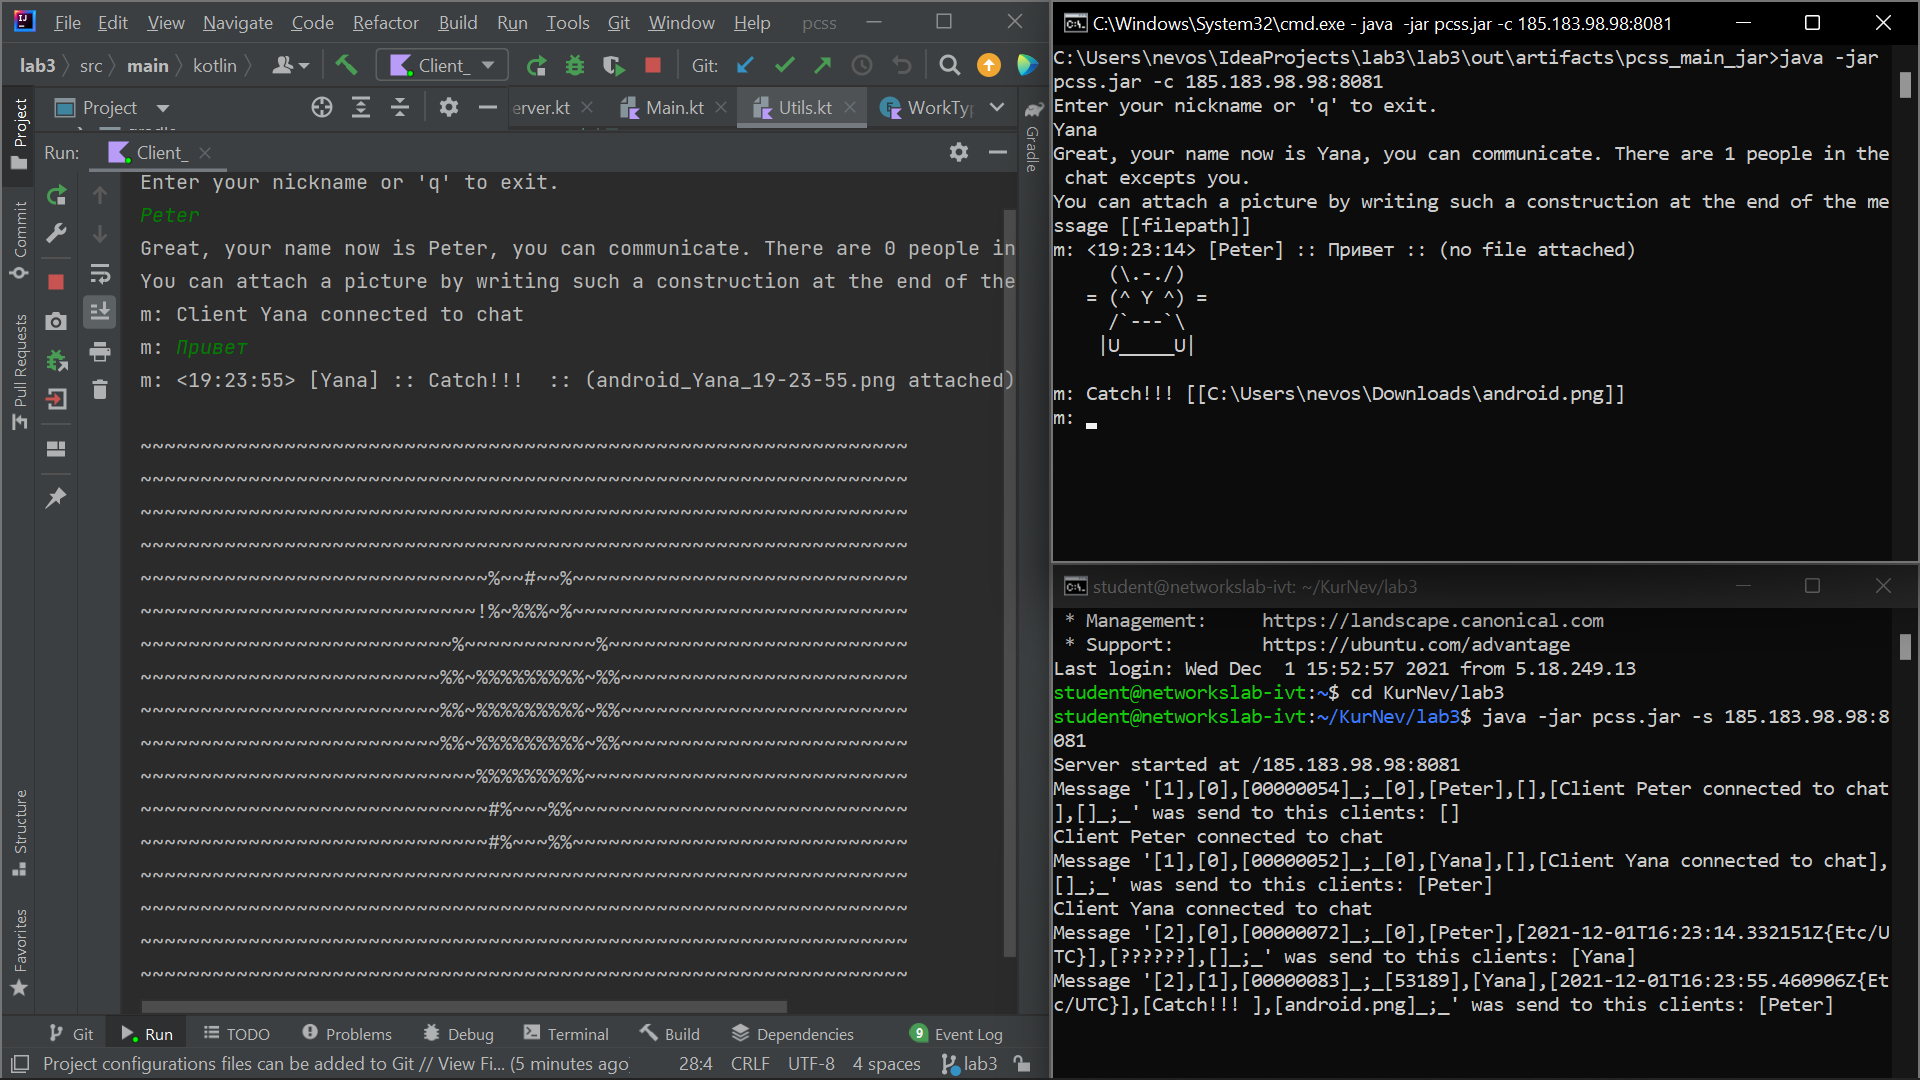 File Edit View Navigate Code Refactor Build Run Tools Git Window Help pcss
lab3 src main kotlin Client_ Git:
Project erver.kt Main.kt Utils.kt WorkTyp
Run: Client_
Project
Commit
Pull Requests
Structure
Favorites
Gradle
Enter your nickname or 'q' to exit.
Peter
Great, your name now is Peter, you can communicate. There are 0 people in
You can attach a picture by writing such a construction at the end of the
m: Client Yana connected to chat
m: Привет
m: <19:23:55> [Yana] :: Catch!!!  :: (android_Yana_19-23-55.png attached)
~~~~~~~~~~~~~~~~~~~~~~~~~~~~~~~~~~~~~~~~~~~~~~~~~~~~~~~~~~~~~~~~
~~~~~~~~~~~~~~~~~~~~~~~~~~~~~~~~~~~~~~~~~~~~~~~~~~~~~~~~~~~~~~~~
~~~~~~~~~~~~~~~~~~~~~~~~~~~~~~~~~~~~~~~~~~~~~~~~~~~~~~~~~~~~~~~~
~~~~~~~~~~~~~~~~~~~~~~~~~~~~~~~~~~~~~~~~~~~~~~~~~~~~~~~~~~~~~~~~
~~~~~~~~~~~~~~~~~~~~~~~~~~~~~%~~#~~%~~~~~~~~~~~~~~~~~~~~~~~~~~~~
~~~~~~~~~~~~~~~~~~~~~~~~~~~~!%~%%%~%~~~~~~~~~~~~~~~~~~~~~~~~~~~~
~~~~~~~~~~~~~~~~~~~~~~~~~~%~~~~~~~~~~~%~~~~~~~~~~~~~~~~~~~~~~~~~
~~~~~~~~~~~~~~~~~~~~~~~~~%%~%%%%%%%%%~%%~~~~~~~~~~~~~~~~~~~~~~~~
~~~~~~~~~~~~~~~~~~~~~~~~~%%~%%%%%%%%%~%%~~~~~~~~~~~~~~~~~~~~~~~~
~~~~~~~~~~~~~~~~~~~~~~~~~%%~%%%%%%%%%~%%~~~~~~~~~~~~~~~~~~~~~~~~
~~~~~~~~~~~~~~~~~~~~~~~~~~~~%%%%%%%%%~~~~~~~~~~~~~~~~~~~~~~~~~~~
~~~~~~~~~~~~~~~~~~~~~~~~~~~~~#%~~~%%~~~~~~~~~~~~~~~~~~~~~~~~~~~~
~~~~~~~~~~~~~~~~~~~~~~~~~~~~~#%~~~%%~~~~~~~~~~~~~~~~~~~~~~~~~~~~
~~~~~~~~~~~~~~~~~~~~~~~~~~~~~~~~~~~~~~~~~~~~~~~~~~~~~~~~~~~~~~~~
~~~~~~~~~~~~~~~~~~~~~~~~~~~~~~~~~~~~~~~~~~~~~~~~~~~~~~~~~~~~~~~~
~~~~~~~~~~~~~~~~~~~~~~~~~~~~~~~~~~~~~~~~~~~~~~~~~~~~~~~~~~~~~~~~
~~~~~~~~~~~~~~~~~~~~~~~~~~~~~~~~~~~~~~~~~~~~~~~~~~~~~~~~~~~~~~~~
Git Run TODO Problems Debug Terminal Build Dependencies 9 Event Log
Project configurations files can be added to Git // View Fi... (5 minutes ago) 28:4 CRLF UTF-8 4 spaces lab3
C:\Windows\System32\cmd.exe - java  -jar pcss.jar -c 185.183.98.98:8081
C:\Users\nevos\IdeaProjects\lab3\lab3\out\artifacts\pcss_main_jar>java -jar
pcss.jar -c 185.183.98.98:8081
Enter your nickname or 'q' to exit.
Yana
Great, your name now is Yana, you can communicate. There are 1 people in the
 chat excepts you.
You can attach a picture by writing such a construction at the end of the me
ssage [[filepath]]
m: <19:23:14> [Peter] :: Привет :: (no file attached)
     (\.-./)
   = (^ Y ^) =
     /`---`\
    |U_____U|
m: Catch!!! [[C:\Users\nevos\Downloads\android.png]]
m:
student@networkslab-ivt: ~/KurNev/lab3
 * Management:     https://landscape.canonical.com
 * Support:        https://ubuntu.com/advantage
Last login: Wed Dec  1 15:52:57 2021 from 5.18.249.13
student@networkslab-ivt:~$ cd KurNev/lab3
student@networkslab-ivt:~/KurNev/lab3$ java -jar pcss.jar -s 185.183.98.98:8
081
Server started at /185.183.98.98:8081
Message '[1],[0],[00000054]_;_[0],[Peter],[],[Client Peter connected to chat
],[]_;_' was send to this clients: []
Client Peter connected to chat
Message '[1],[0],[00000052]_;_[0],[Yana],[],[Client Yana connected to chat],
[]_;_' was send to this clients: [Peter]
Client Yana connected to chat
Message '[2],[0],[00000072]_;_[0],[Peter],[2021-12-01T16:23:14.332151Z{Etc/U
TC}],[??????],[]_;_' was send to this clients: [Yana]
Message '[2],[1],[00000083]_;_[53189],[Yana],[2021-12-01T16:23:55.460906Z{Et
c/UTC}],[Catch!!! ],[android.png]_;_' was send to this clients: [Peter]